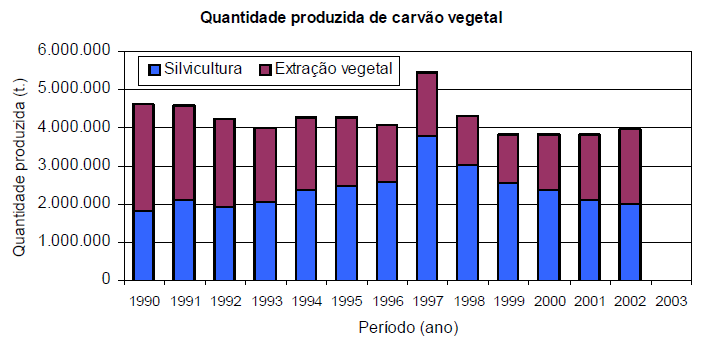 Quantidade produzida de carvão vegetal
6.000.000
5.000.000
4.000.000
3.000.000
2.000.000
1.000.000
0
Quantidade produzida (t.)
Silvicultura Extração vegetal
1990 1991 1992 1993 1994 1995 1996 1997 1998 1999 2000 2001 2002 2003
Período (ano)